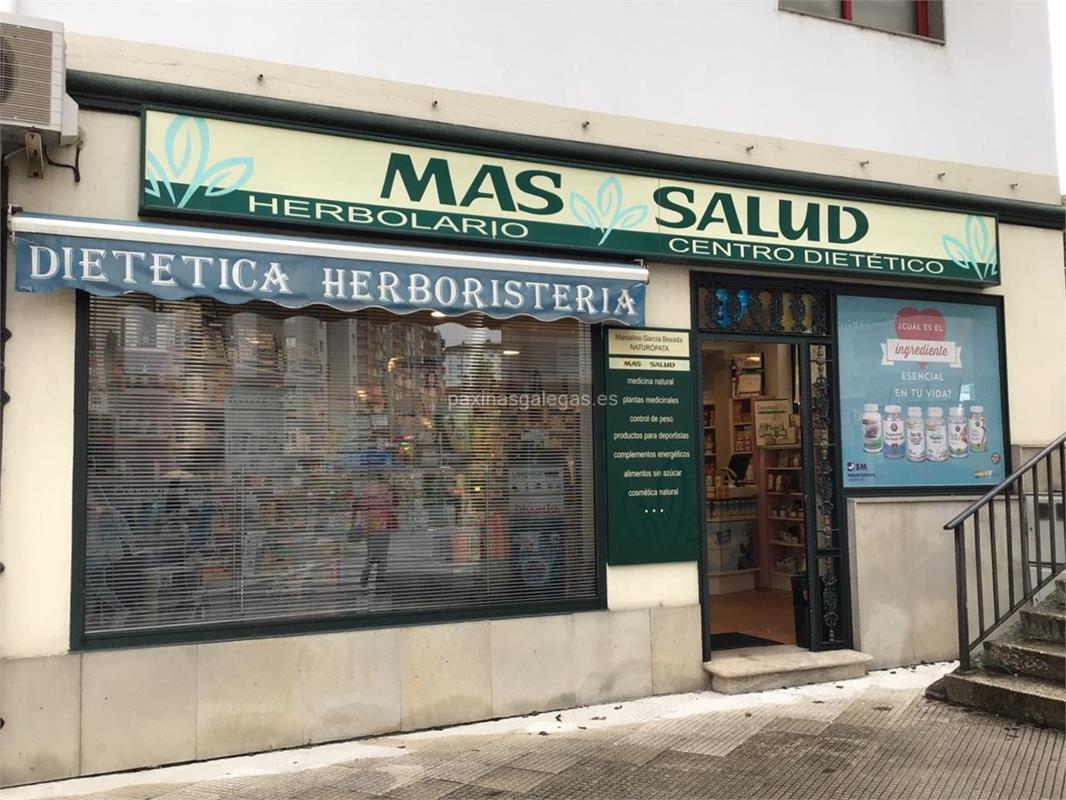 MAS SALUD
HERBOLARIO
CENTRO DIETÉTICO
DIETETICA HERBORISTERIA
Marcelino García Besada
NATURÓPATA
MAS SALUD
medicina natural
plantas medicinales
control de peso
productos para deportistas
complementos energéticos
alimentos sin azúcar
cosmética natural
• • •
¿CUÁL ES EL
ingrediente
ESENCIAL
EN TU VIDA?
paxinasgalegas.es